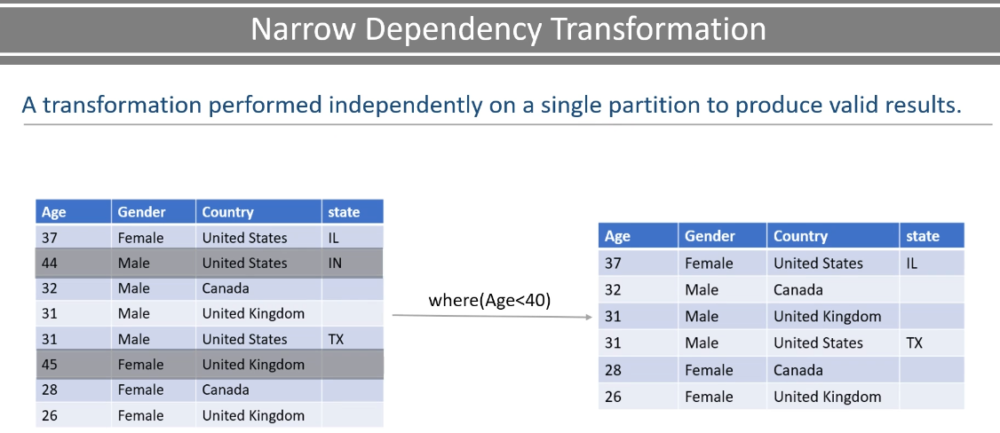 Narrow Dependency Transformation
A transformation performed independently on a single partition to produce valid results.
Age Gender Country state
37 Female United States IL
44 Male United States IN
32 Male Canada
31 Male United Kingdom
31 Male United States TX
45 Female United Kingdom
28 Female Canada
26 Female United Kingdom
where(Age<40)
Age Gender Country state
37 Female United States IL
32 Male Canada
31 Male United Kingdom
31 Male United States TX
28 Female Canada
26 Female United Kingdom